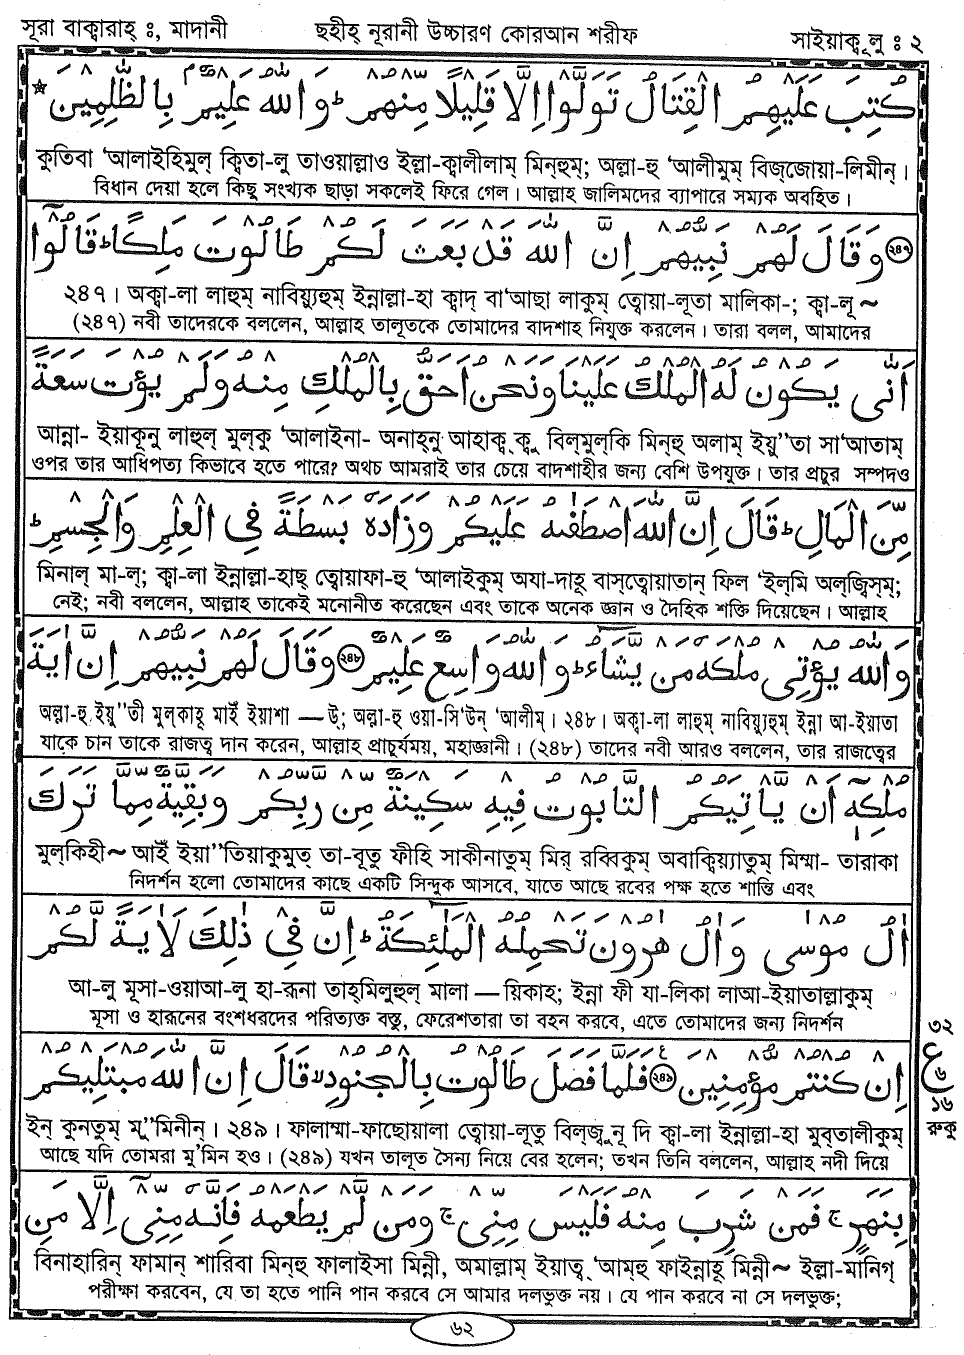 সূরা বাক্বারাহ্ ঃ, মাদানী ছহীহ্ নূরানী উচ্চারণ কোরআন শরীফ সাইয়াক্বূলু ঃ ২
كُتِبَ عَلَيْهِمُ الْقِتَالُ تَوَلَّوْا اِلَّا قَلِيْلًا مِّنْهُمْ ؕ وَاللّٰهُ عَلِيْمٌۢ بِالظّٰلِمِيْنَ
কুতিবা ‘আলাইহিমুল্ ক্বিতা-লু তাওয়াল্লাও ইল্লা-ক্বালীলাম্ মিন্‌হুম্; অল্লা-হু ‘আলীমুম্ বিজ্‌জোয়া-লিমীন্।
বিধান দেয়া হলে কিছু সংখ্যক ছাড়া সকলেই ফিরে গেল। আল্লাহ জালিমদের ব্যাপারে সম্যক অবহিত।
২৪৭ وَقَالَ لَهُمْ نَبِيُّهُمْ اِنَّ اللّٰهَ قَدْ بَعَثَ لَكُمْ طَالُوْتَ مَلِكًا ؕ قَالُوْٓا
২৪৭। অক্বা-লা লাহুম্ নাবিয়্যুহুম্ ইন্নাল্লা-হা ক্বাদ্ বা‘আছা লাকুম্ ত্বোয়া-লূতা মালিকা-; ক্বা-লূ ~
(২৪৭) নবী তাদেরকে বললেন, আল্লাহ তালূতকে তোমাদের বাদশাহ নিযুক্ত করলেন। তারা বলল, আমাদের
اَنّٰى يَكُوْنُ لَهُ الْمُلْكُ عَلَيْنَا وَنَحْنُ اَحَقُّ بِالْمُلْكِ مِنْهُ وَلَمْ يُؤْتَ سَعَةً
আন্না- ইয়াকূনু লাহুল্ মুল্‌কু ‘আলাইনা- অনাহ্‌নু আহাক্ব্ ক্বু বিল্‌মুল্‌কি মিন্‌হু অলাম্ ইয়ু’’তা সা‘আতাম্
ওপর তার আধিপত্য কিভাবে হতে পারে? অথচ আমরাই তার চেয়ে বাদশাহীর জন্য বেশি উপযুক্ত। তার প্রচুর সম্পদও
مِّنَ الْمَالِ ؕ قَالَ اِنَّ اللّٰهَ اصْطَفٰىهُ عَلَيْكُمْ وَزَادَهٗ بَسْطَةً فِى الْعِلْمِ وَالْجِسْمِ ؕ
মিনাল্ মা-ল্; ক্বা-লা ইন্নাল্লা-হাছ্ ত্বোয়াফা-হু ‘আলাইকুম্ অযা-দাহূ বাস্‌ত্বোয়াতান্ ফিল্ ‘ইল্‌মি অল্‌জ্বিস্‌ম্;
নেই; নবী বললেন, আল্লাহ তাকেই মনোনীত করেছেন এবং তাকে অনেক জ্ঞান ও দৈহিক শক্তি দিয়েছেন। আল্লাহ
وَاللّٰهُ يُؤْتِىْ مُلْكَهٗ مَنْ يَّشَآءُ ؕ وَاللّٰهُ وَاسِعٌ عَلِيْمٌ ২৪৮ وَقَالَ لَهُمْ نَبِيُّهُمْ اِنَّ اٰيَةَ
অল্লা-হু ইয়ু’’তী মুল্‌কাহূ মাইঁ ইয়াশা — উ; অল্লা-হু ওয়া-সি‘উন্ ‘আলীম্। ২৪৮। অক্বা-লা লাহুম্ নাবিয়্যুহুম্ ইন্না আ-ইয়াতা
যাকে চান তাকে রাজত্ব দান করেন, আল্লাহ প্রাচুর্যময়, মহাজ্ঞানী। (২৪৮) তাদের নবী আরও বললেন, তার রাজত্বের
مُلْكِهٖٓ اَنْ يَّاْتِيَكُمُ التَّابُوْتُ فِيْهِ سَكِيْنَةٌ مِّنْ رَّبِّكُمْ وَبَقِيَّةٌ مِّمَّا تَرَكَ
মুল্‌কিহী ~ আইঁ ইয়া’’তিয়াকুমুত্ তা-বূতু ফীহি সাকীনাতুম্ মির্ রব্বিকুম্ অবাক্বিয়্যাতুম্ মিম্মা- তারাকা
নিদর্শন হলো তোমাদের কাছে একটি সিন্দুক আসবে, যাতে আছে রবের পক্ষ হতে শান্তি এবং
اٰلُ مُوْسٰى وَاٰلُ هٰرُوْنَ تَحْمِلُهُ الْمَلٰٓئِكَةُ ؕ اِنَّ فِىْ ذٰلِكَ لَاٰيَةً لَّكُمْ
আ-লু মূসা-ওয়াআ-লু হা-রূনা তাহ্‌মিলুহুল্ মালা — য়িকাহ্; ইন্না ফী যা-লিকা লাআ-ইয়াতাল্লাকুম্
মূসা ও হারূনের বংশধরদের পরিত্যক্ত বস্তু, ফেরেশতারা তা বহন করবে, এতে তোমাদের জন্য নিদর্শন
اِنْ كُنْتُمْ مُّؤْمِنِيْنَ ২৪৯ فَلَمَّا فَصَلَ طَالُوْتُ بِالْجُنُوْدِ ۙ قَالَ اِنَّ اللّٰهَ مُبْتَلِيْكُمْ
৩২
ع
৬
১৬
রুকু
ইন্ কুনতুম্ মু’’মিনীন্। ২৪৯। ফালাম্মা-ফাছোয়ালা ত্বোয়া-লূতু বিল্‌জুনূ দি ক্বা-লা ইন্নাল্লা-হা মুব্‌তালীকুম্
আছে যদি তোমরা মু’মিন হও। (২৪৯) যখন তালূত সৈন্য নিয়ে বের হলেন; তখন তিনি বললেন, আল্লাহ নদী দিয়ে
بِنَهَرٍ ۚ فَمَنْ شَرِبَ مِنْهُ فَلَيْسَ مِنِّىْ ۚ وَمَنْ لَّمْ يَطْعَمْهُ فَاِنَّهٗ مِنِّىْٓ اِلَّا مَنِ
বিনাহারিন্ ফামান্ শারিবা মিন্‌হু ফালাইসা মিন্নী, অমাল্লাম্ ইয়াত্ব্ ‘আম্‌হু ফাইন্নাহূ মিন্নী ~ ইল্লা-মানিগ্
পরীক্ষা করবেন, যে তা হতে পানি পান করবে সে আমার দলভুক্ত নয়। যে পান করবে না সে দলভুক্ত;
৬২